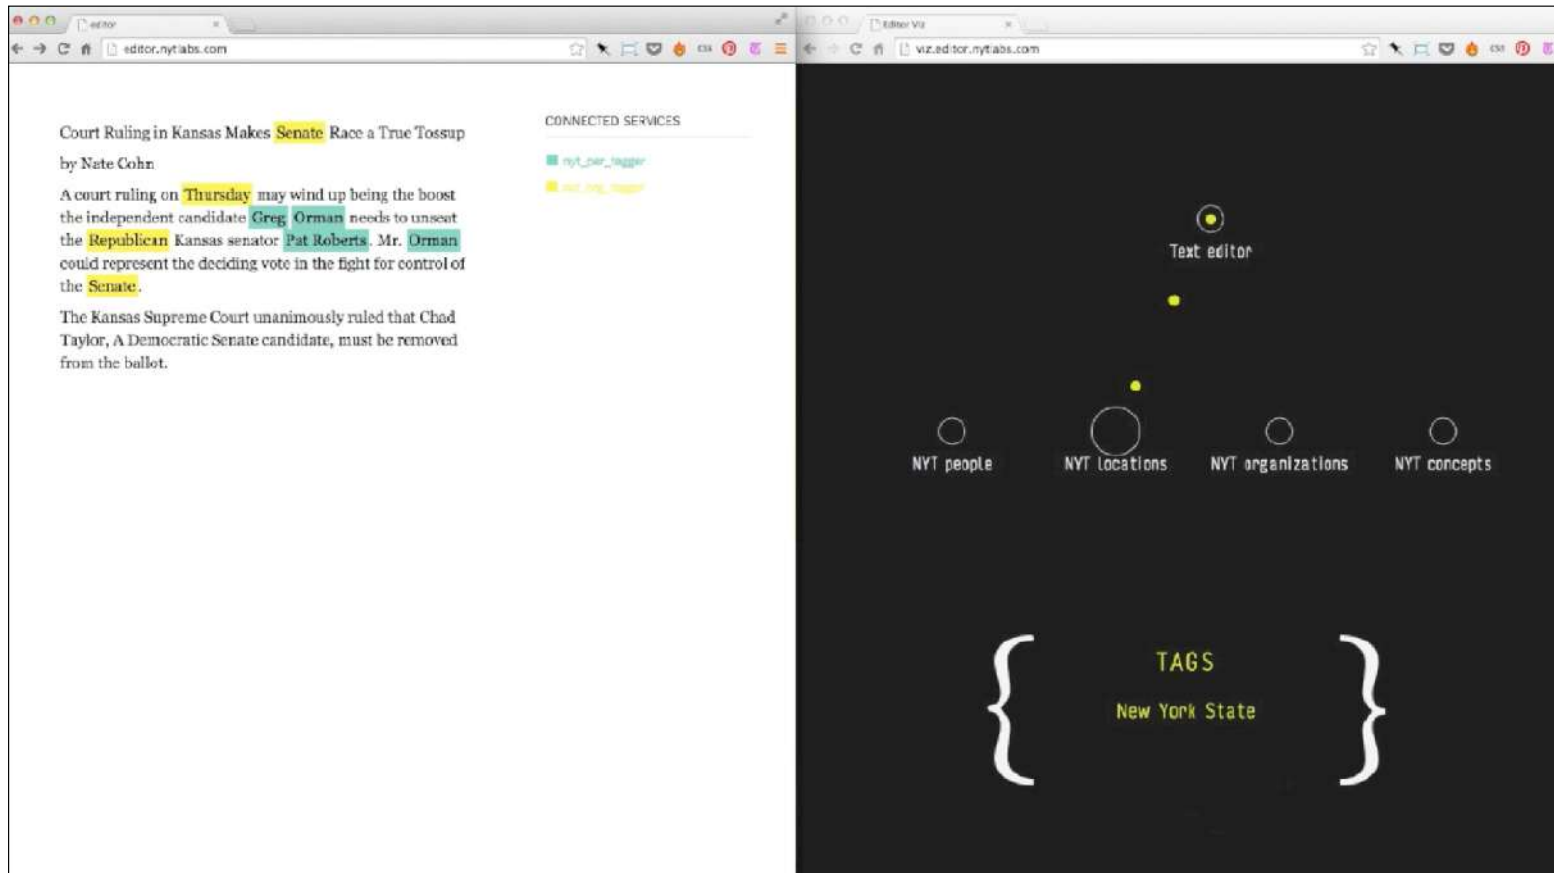 editor
editor.nytlabs.com
Court Ruling in Kansas Makes Senate Race a True Tossup
by Nate Cohn
A court ruling on Thursday may wind up being the boost
the independent candidate Greg Orman needs to unseat
the Republican Kansas senator Pat Roberts. Mr. Orman
could represent the deciding vote in the fight for control of
the Senate.
The Kansas Supreme Court unanimously ruled that Chad
Taylor, A Democratic Senate candidate, must be removed
from the ballot.
CONNECTED SERVICES
nyt_per_tagger
Editor Viz
viz.editor.nytlabs.com
Text editor
NYT people
NYT locations
NYT organizations
NYT concepts
TAGS
New York State